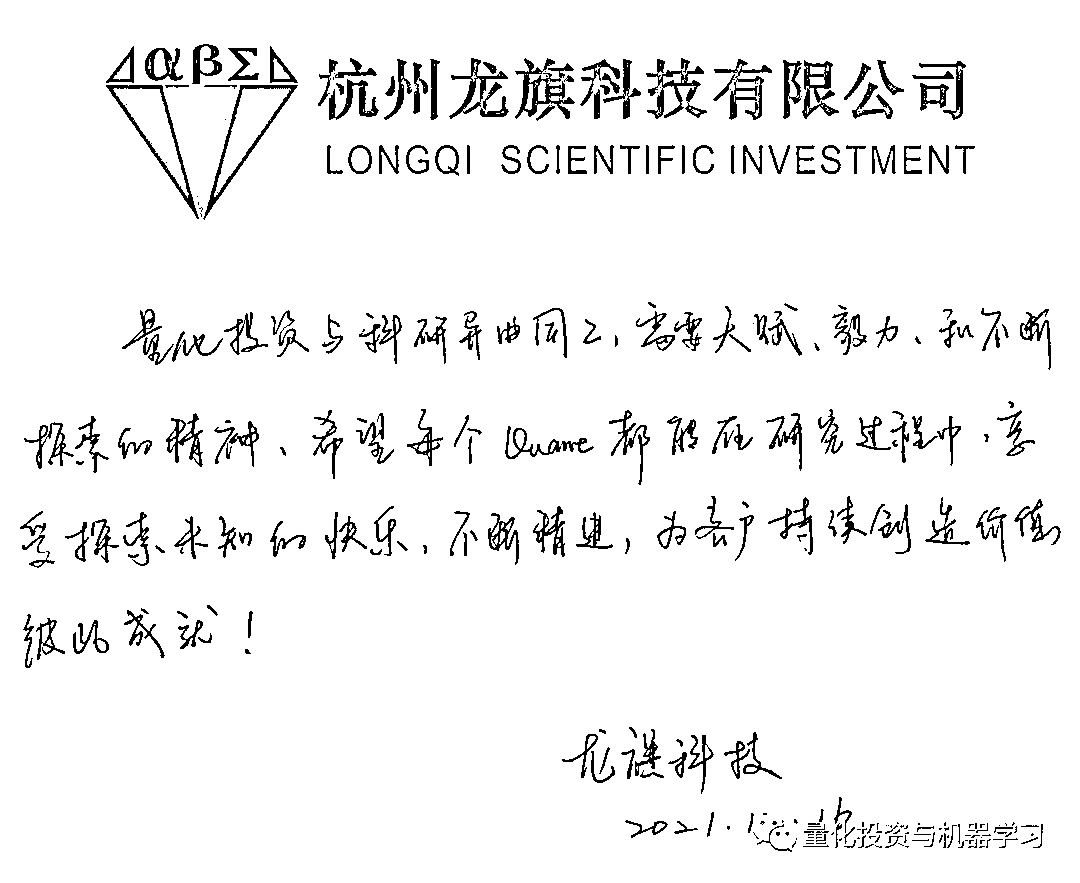 αβΣ
杭州龙旗科技有限公司
LONGQI SCIENTIFIC INVESTMENT
量化投资与科研异曲同工,需要天赋、毅力、和不断
探索的精神、希望每个Quant都能在研究过程中,享
受探索未知的快乐,不断精进,为客户持续创造价值,
彼此成就!
龙旗科技
2021.1
量化投资与机器学习